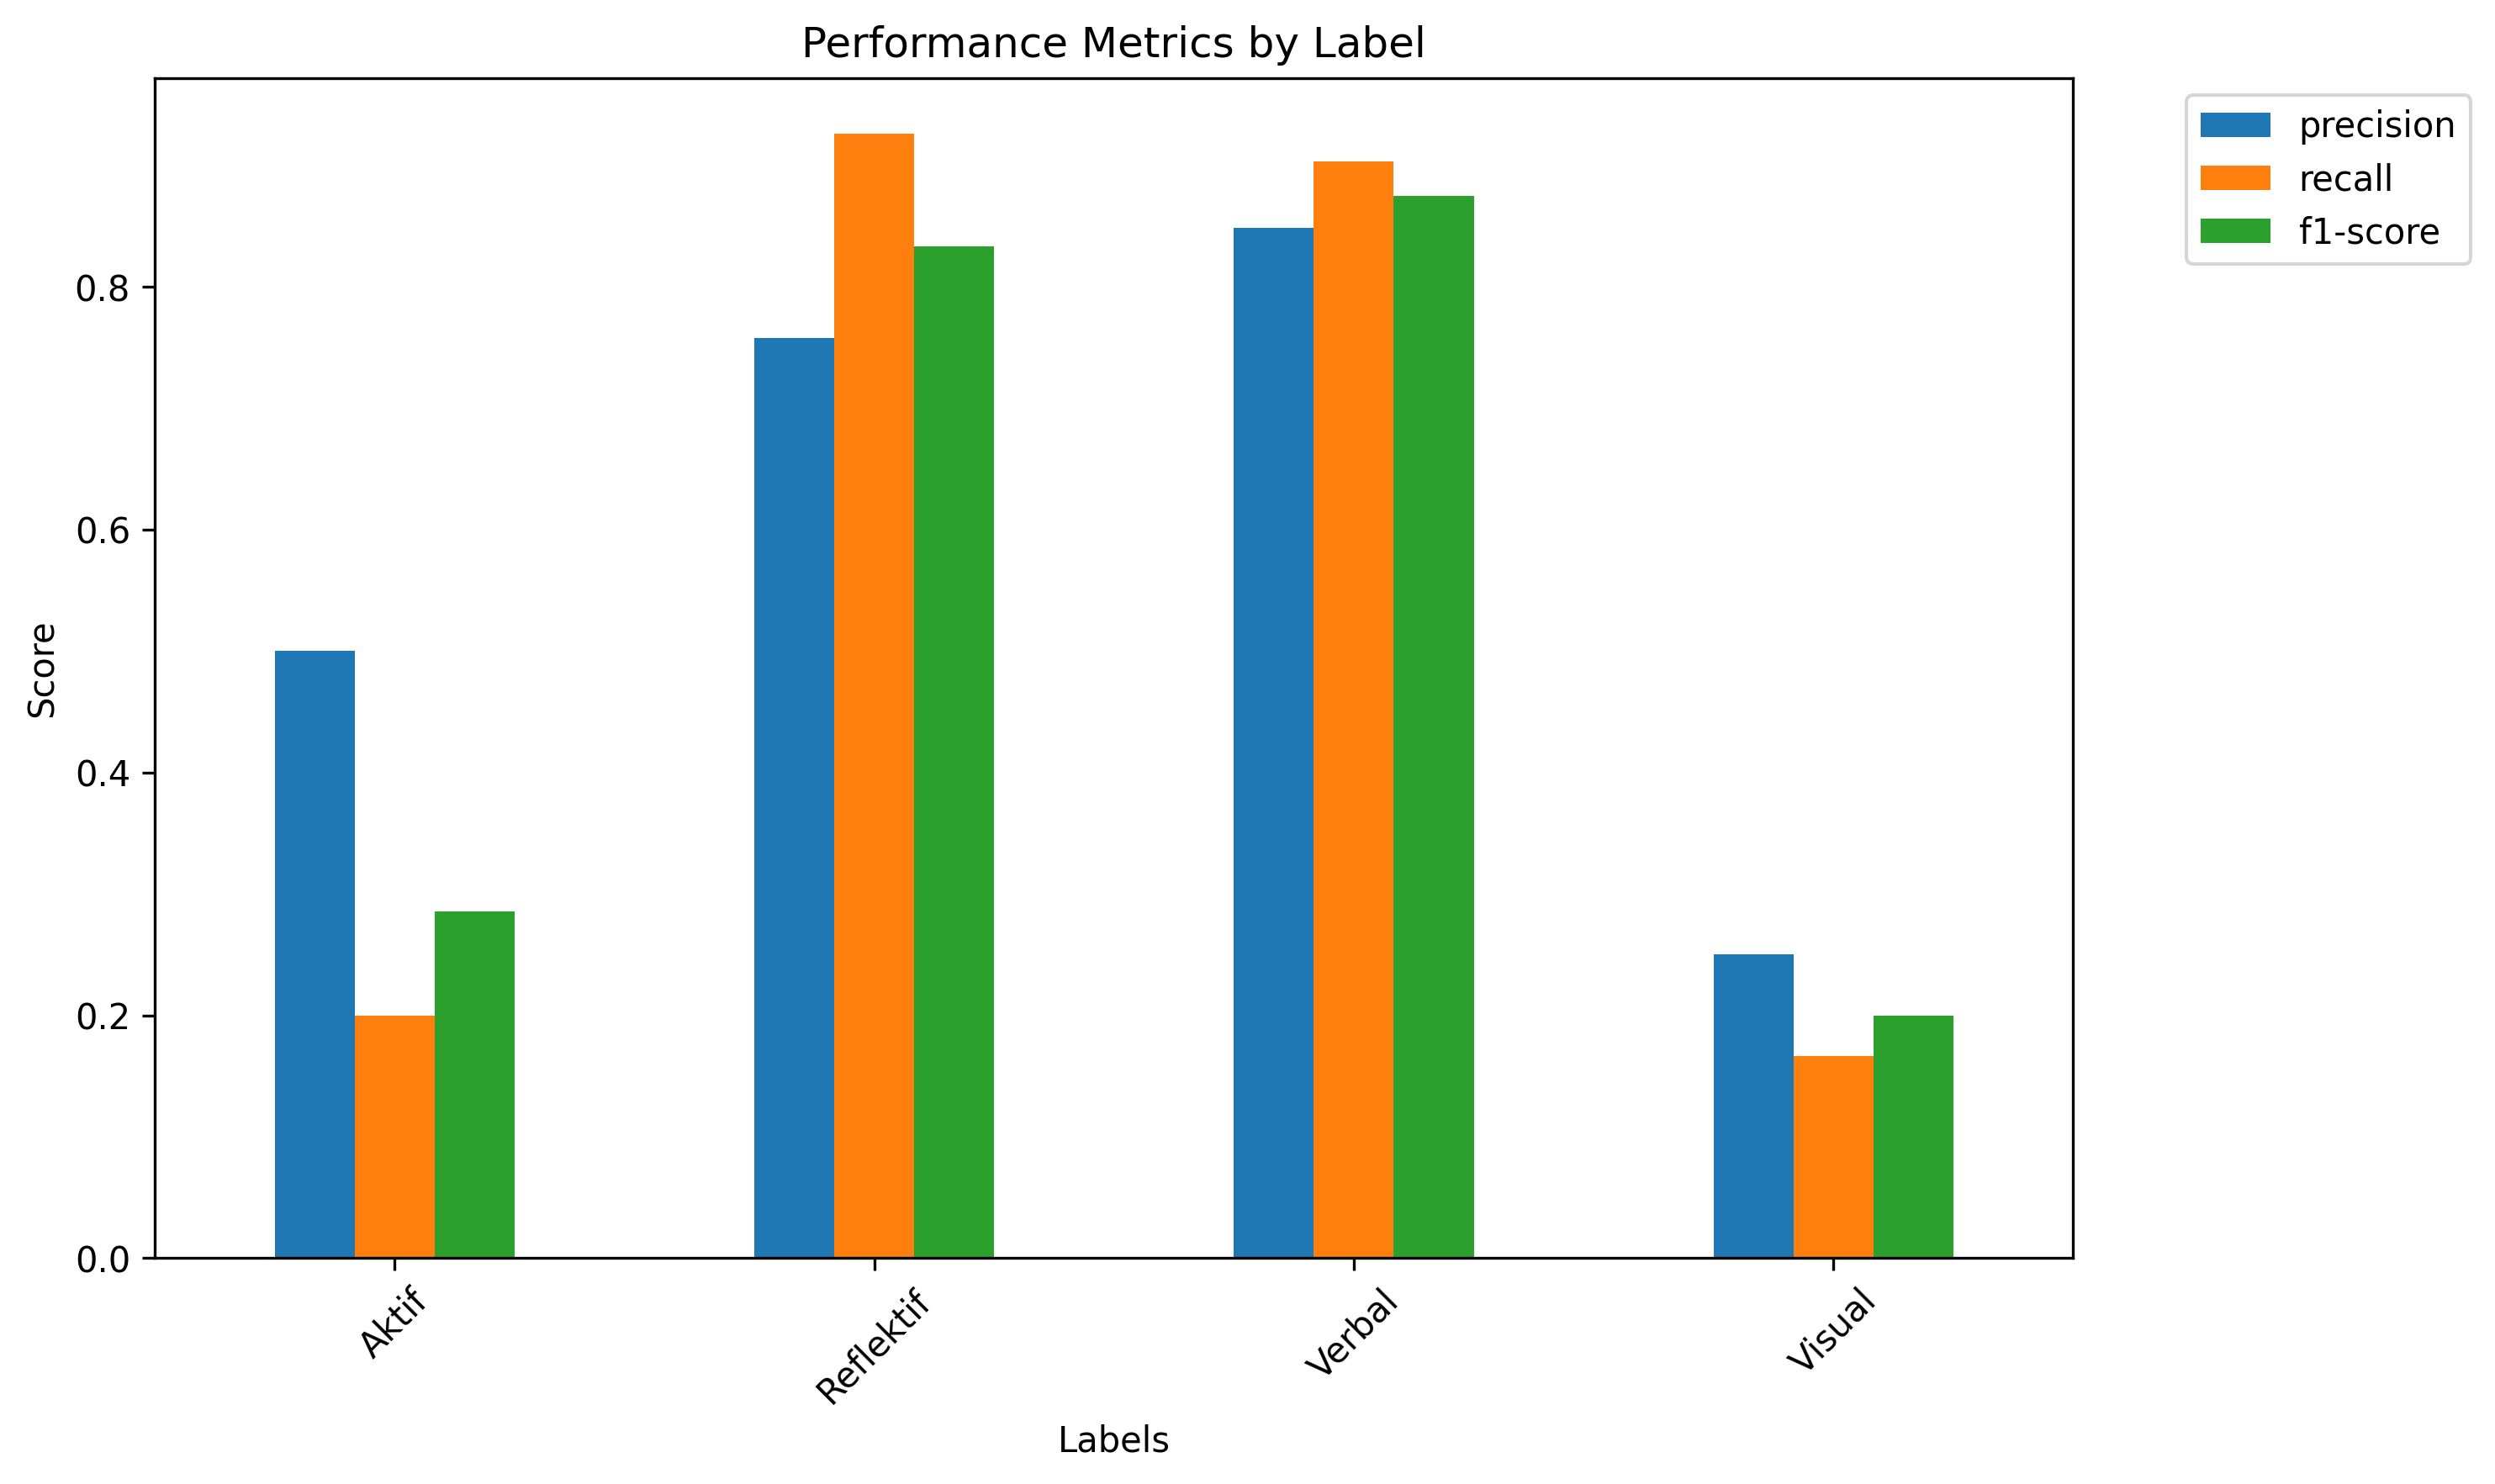 Performance Metrics by Label
precision
recall
f1-score
Score
0.8
0.6
0.4
0.2
0.0
Aktif
Reflektif
Verbal
Visual
Labels